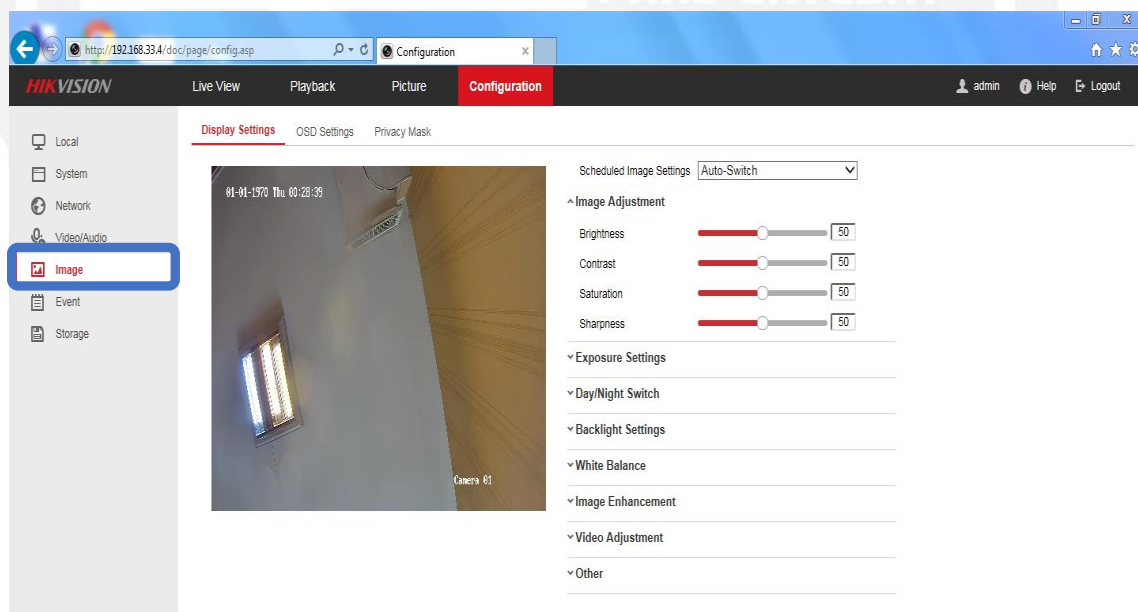 http://192.168.33.4/doc/page/config.asp
Configuration
HIKVISION
Live View
Playback
Picture
Configuration
admin
Help
Logout
Local
System
Network
Video/Audio
Image
Event
Storage
Display Settings
OSD Settings
Privacy Mask
01-01-1970 Thu 00:28:39
Camera 01
Scheduled Image Settings Auto-Switch
Image Adjustment
Brightness 50
Contrast 50
Saturation 50
Sharpness 50
Exposure Settings
Day/Night Switch
Backlight Settings
White Balance
Image Enhancement
Video Adjustment
Other